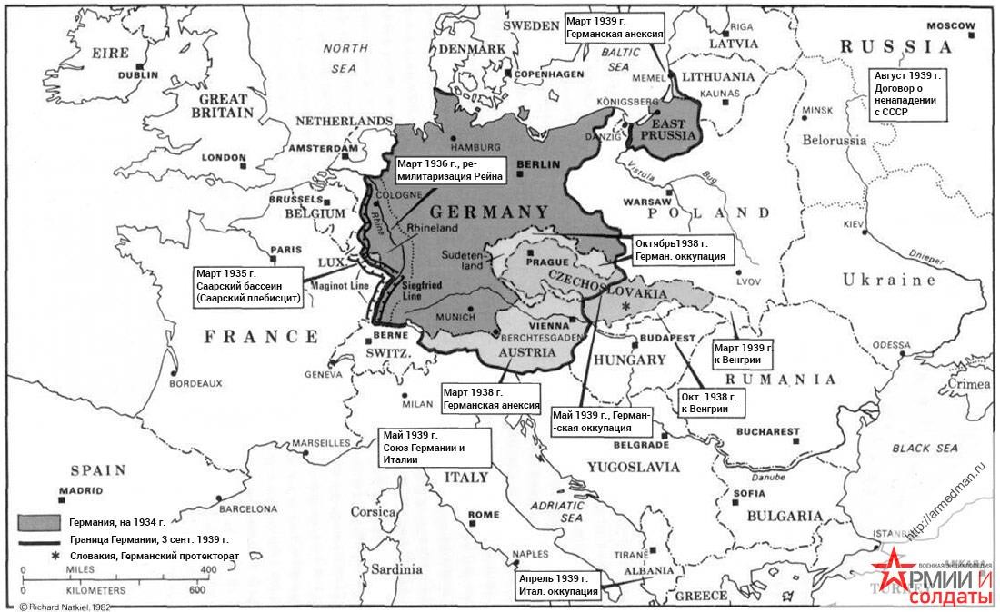 Март 1939 г.
Германская анексия
SWEDEN
MOSCOW
RIGA
LATVIA
RUSSIA
EIRE
DUBLIN
NORTH
SEA
DENMARK
COPENHAGEN
BALTIC
SEA
MEMEL
LITHUANIA
KAUNAS
Август 1939 г.
Договор о
ненападении
с СССР
GREAT
BRITAIN
KÖNIGSBERG
MINSK
NETHERLANDS
EAST
PRUSSIA
DANZIG
Belorussia
HAMBURG
AMSTERDAM
LONDON
BERLIN
Март 1936 г., ре-
милитаризация Рейна
Vistula
Bug
BRUSSELS
BELGIUM
COLOGNE
Rhine
GERMANY
WARSAW
POLAND
KIEV
Rhineland
PARIS
LUX.
Sudeten-
land
PRAGUE
Октябрь1938 г.
Герман. оккупация
Dnieper
Март 1935 г.
Саарский бассеин
(Саарский плебисцит)
Maginot Line
Siegfried
Line
CZECHOSLOVAKIA
*
LVOV
Ukraine
MUNICH
VIENNA
BERCHTESGADEN
AUSTRIA
FRANCE
BERNE
SWITZ.
BUDAPEST
HUNGARY
Март 1939 г.
к Венгрии
ODESSA
GENEVA
RUMANIA
BORDEAUX
MILAN
Март 1938 г.
Германская анексия
Окт. 1938 г.
к Венгрии
Crimea
Май 1939 г., Герман-
-ская оккупация
Май 1939 г.
Союз Германии и
Италии
BUCHAREST
MARSEILLES
BELGRADE
BLACK SEA
SPAIN
MADRID
ITALY
YUGOSLAVIA
Danube
BARCELONA
Corsica
ADRIATIC
SEA
SOFIA
BULGARIA
http://armedman.ru
ROME
Германия, на 1934 г.
Граница Германии, 3 сент. 1939 г.
* Словакия, Германский протекторат
ISTANBUL
TIRANË
ALBANIA
NAPLES
Sardinia
0 MILES 400
0 KILOMETERS 600
Апрель 1939 г.
Итал. оккупация
GREECE
ВОЕННАЯ ЭНЦИКЛОПЕДИЯ
АРМИИ И
солдаты
ANKARA
© Richard Natkiel, 1982